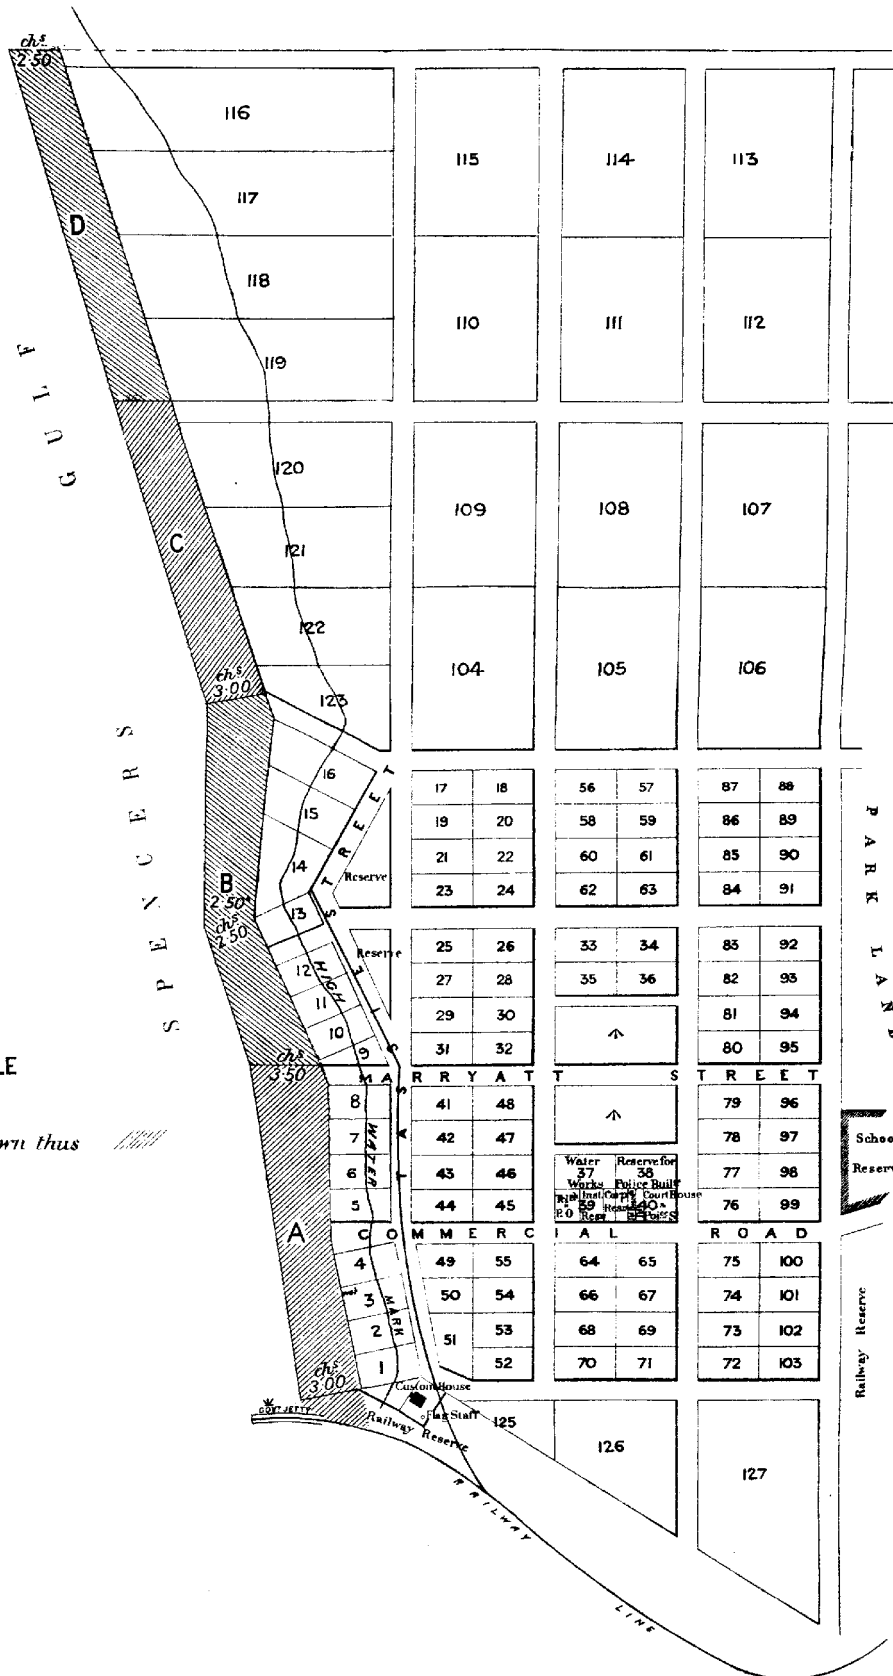 chs
2·50
116
115
114
113
117
D
118
110
111
112
119
GULF
120
C
109
108
107
121
122
104
105
106
chs
3·00
123
SPENCERS
16
15
14
13
B
2·50
chs
2·50
STREET
Reserve
Reserve
17 18 56 57 87 88
19 20 58 59 86 89
21 22 60 61 85 90
23 24 62 63 84 91
25 26 33 34 83 92
27 28 35 36 82 93
29 30 81 94
31 32 80 95
PARK LAND
12
11
10
9
HIGH
WATER
MARK
TASSIE STREET
LE
wn thus
chs
3·50
MARRYATT STREET
8 41 48 79 96
7 42 47 78 97
6 43 46 77 98
5 44 45 76 99
Water
37
Works
Reserve for
38
Police Build
39
40
Court House
P.O
Schoo
Reserv
A
COMMERCIAL ROAD
4 49 55 64 65 75 100
3 50 54 66 67 74 101
2 51 53 68 69 73 102
1 52 70 71 72 103
chs
3·00
Custom House
Flag Staff
GOVT JETTY
Railway Reserve
Railway Reserve
125
126
127
RAILWAY LINE